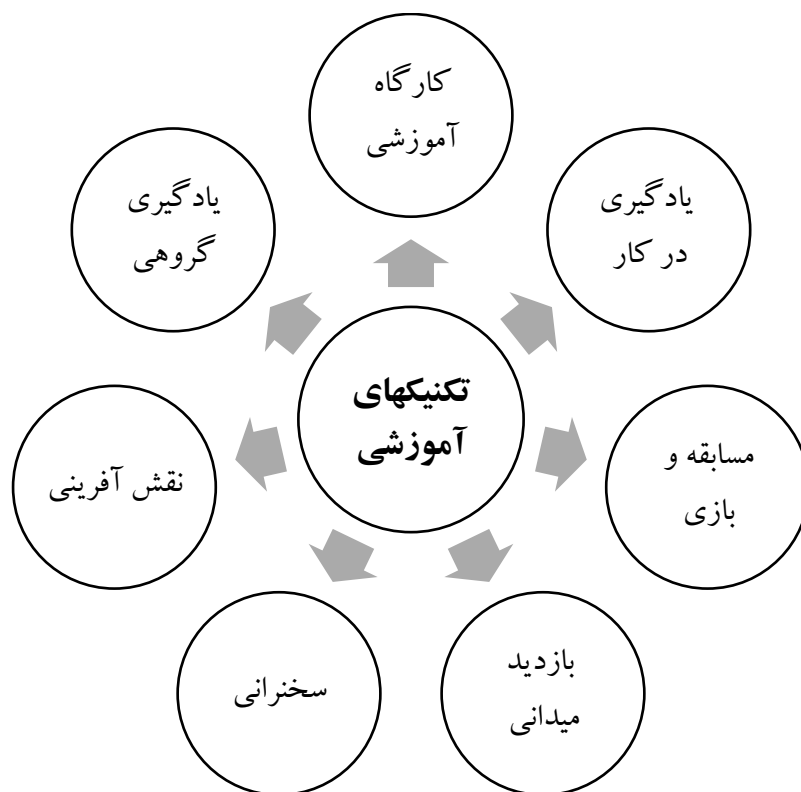 کارگاه
آموزشی
یادگیری
در کار
مسابقه و
بازی
بازدید
میدانی
سخنرانی
نقش آفرینی
یادگیری
گروهی
تکنیکهای
آموزشی